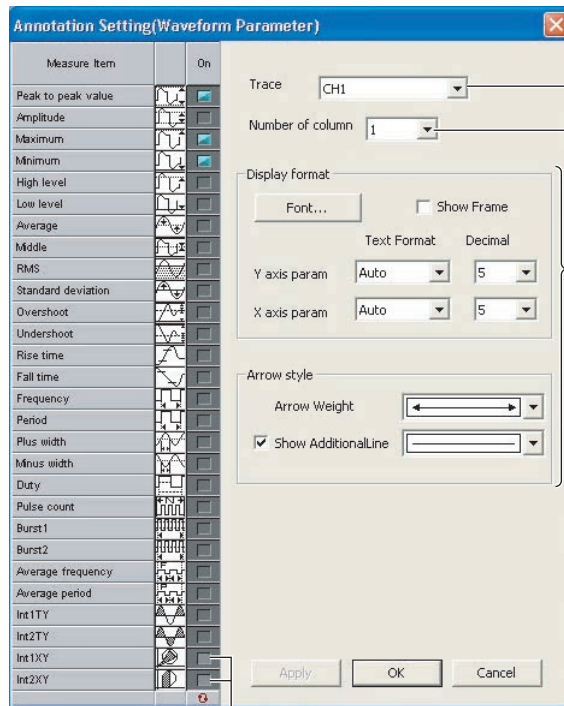 Annotation Setting(Waveform Parameter)
Measure Item
On
Peak to peak value
Amplitude
Maximum
Minimum
High level
Low level
Average
Middle
RMS
Standard deviation
Overshoot
Undershoot
Rise time
Fall time
Frequency
Period
Plus width
Minus width
Duty
Pulse count
Burst1
Burst2
Average frequency
Average period
Int1TY
Int2TY
Int1XY
Int2XY
Trace CH1
Number of column 1
Display format
Font...
Show Frame
Text Format Decimal
Y axis param Auto 5
X axis param Auto 5
Arrow style
Arrow Weight
Show AdditionalLine
Apply OK Cancel